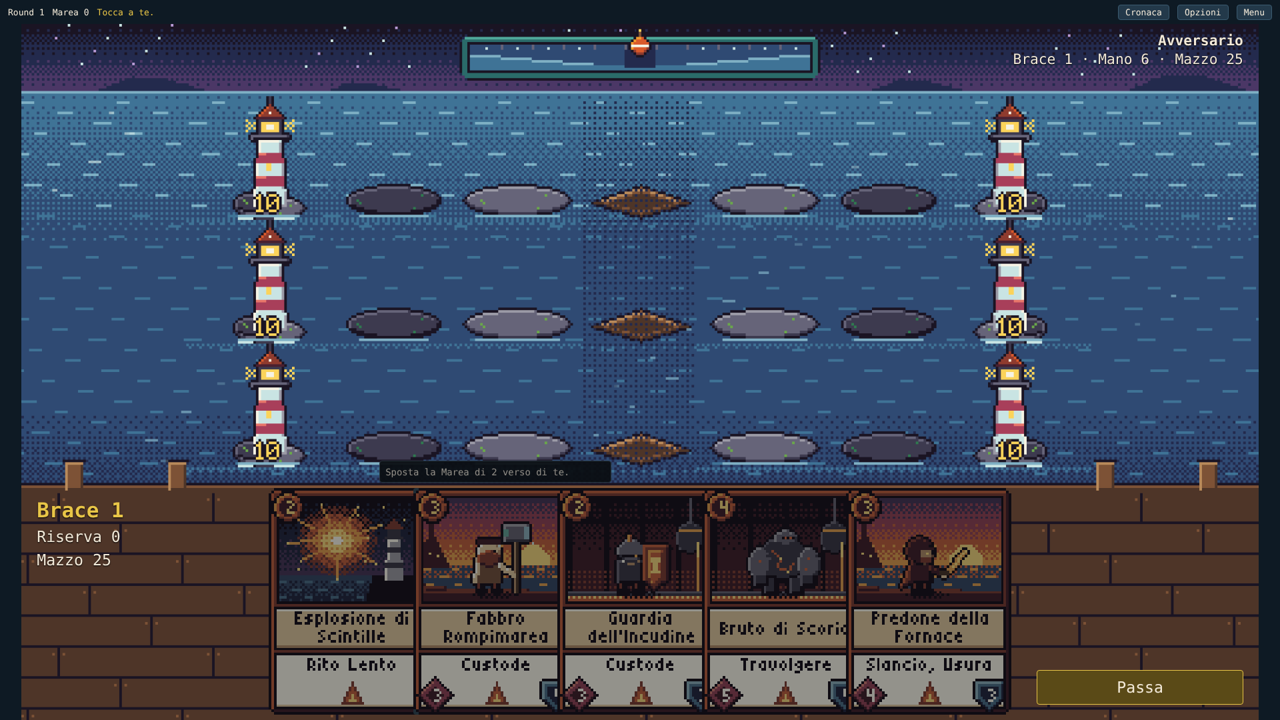 Round 1 Marea 0 Tocca a te.
Cronaca
Opzioni
Menu
Avversario
Brace 1 · Mano 6 · Mazzo 25
10
10
10
10
10
10
Sposta la Marea di 2 verso di te.
Brace 1
Riserva 0
Mazzo 25
2
3
2
4
3
Esplosione di
Scintille
Fabbro
Rompimarea
Guardia
dell'Incudine
Bruto di Scorie
Predone della
Fornace
Rito Lento
Custode
Custode
Travolgere
Slancio, Usura
3
3
5
4
3
Passa